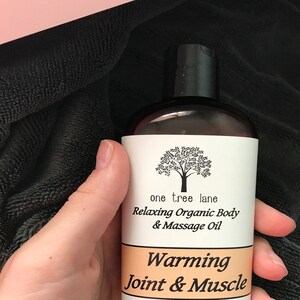 one tree lane
Relaxing Organic Body
& Massage Oil
Warming
Joint & Muscle